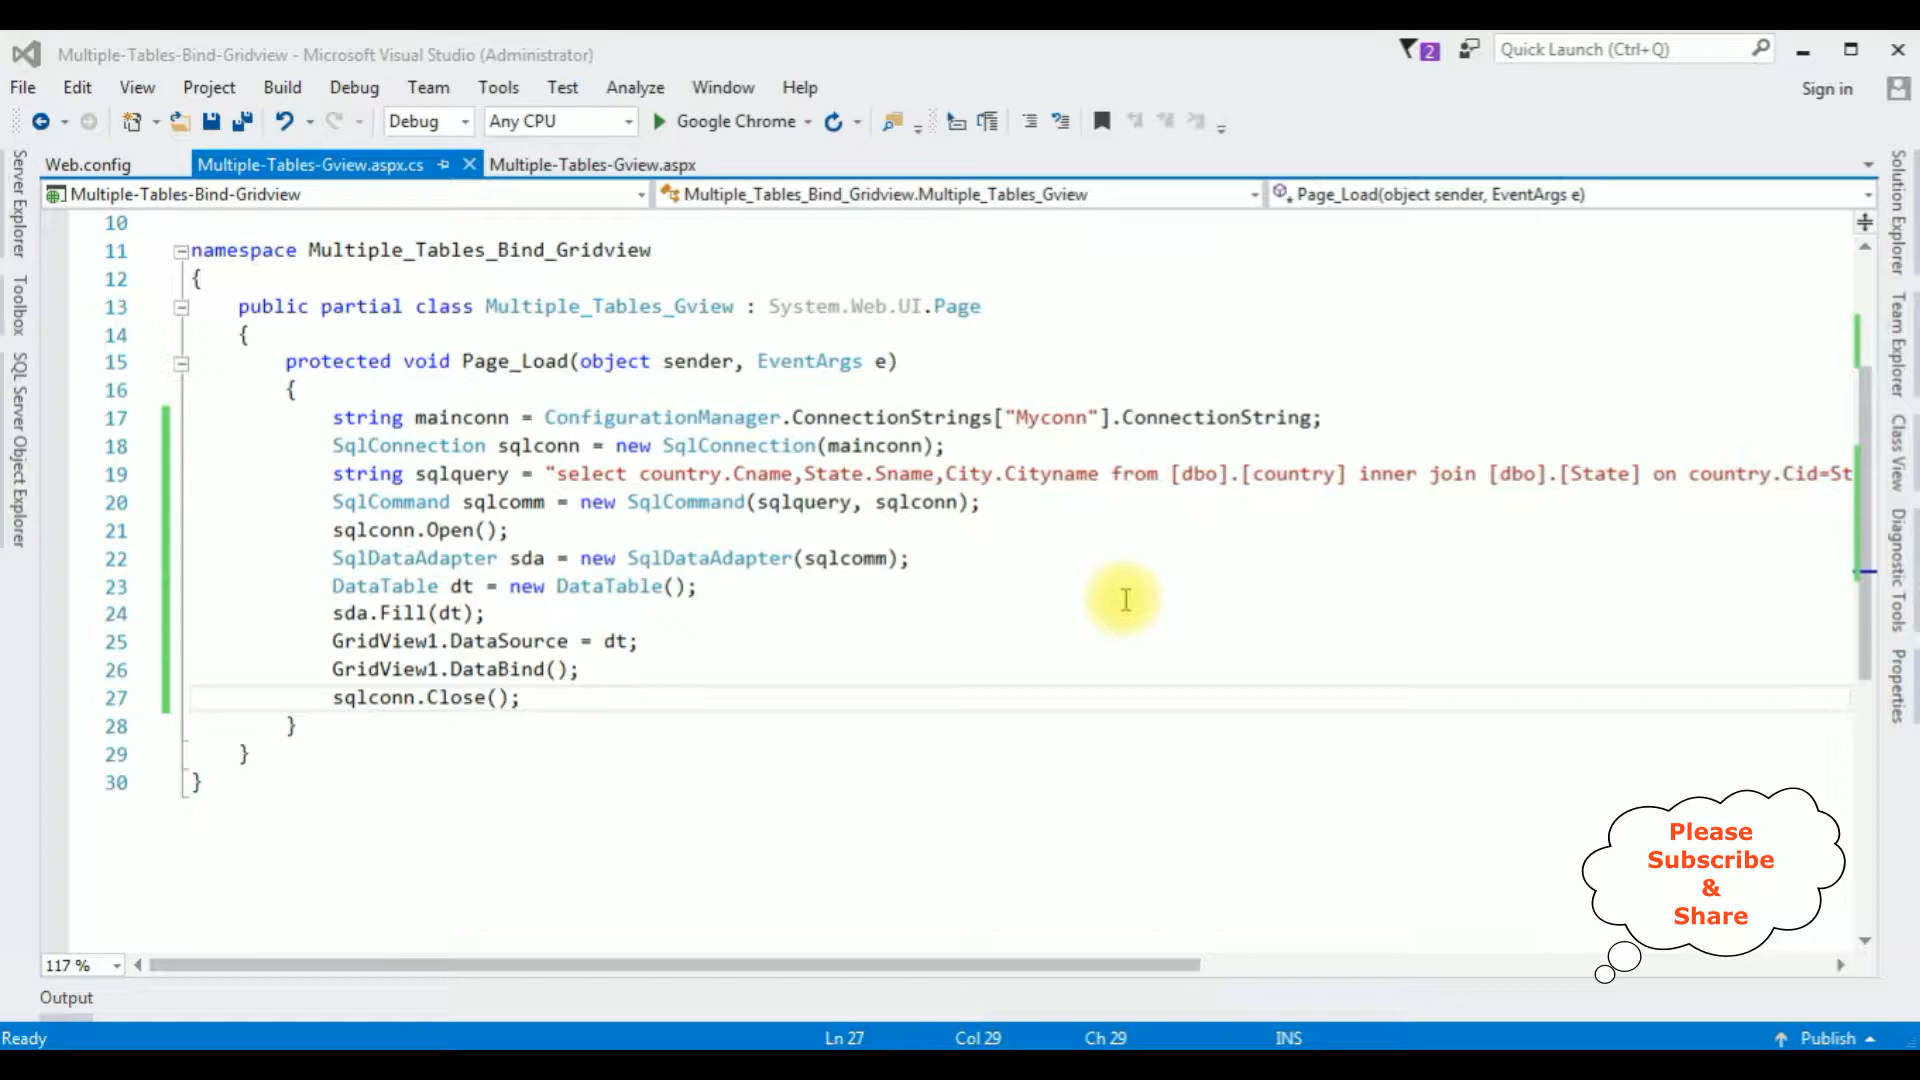 Multiple-Tables-Bind-Gridview - Microsoft Visual Studio (Administrator)
2
Quick Launch (Ctrl+Q)
File Edit View Project Build Debug Team Tools Test Analyze Window Help
Sign in
Debug Any CPU Google Chrome
Web.config Multiple-Tables-Gview.aspx.cs Multiple-Tables-Gview.aspx
Multiple-Tables-Bind-Gridview Multiple_Tables_Bind_Gridview.Multiple_Tables_Gview Page_Load(object sender, EventArgs e)
Server Explorer
Toolbox
SQL Server Object Explorer
10
11 namespace Multiple_Tables_Bind_Gridview
12 {
13 public partial class Multiple_Tables_Gview : System.Web.UI.Page
14 {
15 protected void Page_Load(object sender, EventArgs e)
16 {
17 string mainconn = ConfigurationManager.ConnectionStrings["Myconn"].ConnectionString;
18 SqlConnection sqlconn = new SqlConnection(mainconn);
19 string sqlquery = "select country.Cname,State.Sname,City.Cityname from [dbo].[country] inner join [dbo].[State] on country.Cid=St
20 SqlCommand sqlcomm = new SqlCommand(sqlquery, sqlconn);
21 sqlconn.Open();
22 SqlDataAdapter sda = new SqlDataAdapter(sqlcomm);
23 DataTable dt = new DataTable();
24 sda.Fill(dt);
25 GridView1.DataSource = dt;
26 GridView1.DataBind();
27 sqlconn.Close();
28 }
29 }
30 }
Solution Explorer
Team Explorer
Class View
Diagnostic Tools
Properties
Please
Subscribe
&
Share
117 %
Output
Ready Ln 27 Col 29 Ch 29 INS Publish